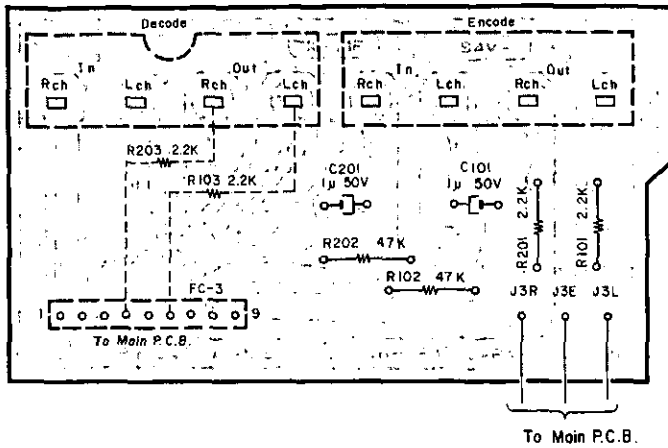 Decode Encode
In Out In Out
Rch Lch Rch Lch Rch Lch Rch Lch
R203 2.2K
R103 2.2K
C201
1µ 50V
C101
1µ 50V
R201 2.2K
R101 2.2K
R202 47K
R102 47K
FC-3
1 9
To Main P.C.B.
J3R J3E J3L
To Main P.C.B.